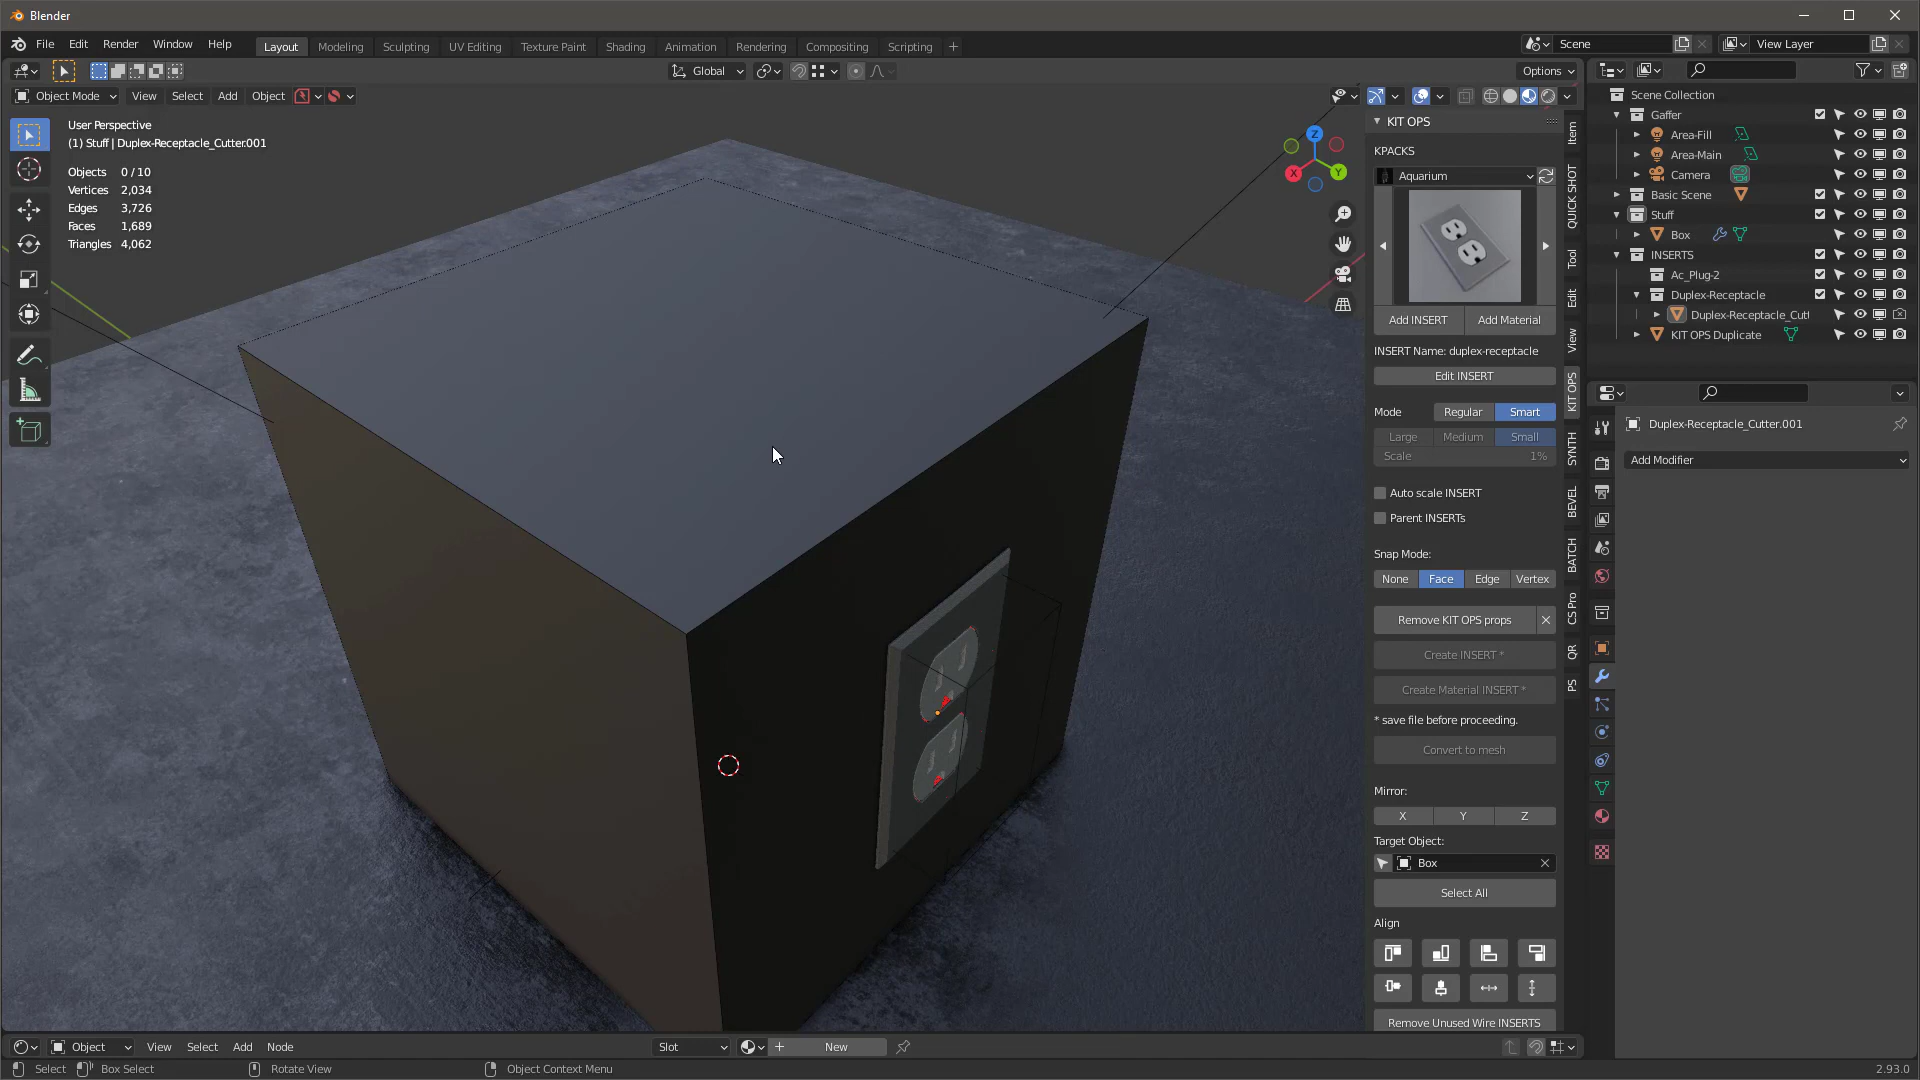 Blender
File Edit Render Window Help
Layout Modeling Sculpting UV Editing Texture Paint Shading Animation Rendering Compositing Scripting +
Scene
View Layer
Global
Options
Object Mode View Select Add Object
User Perspective
(1) Stuff | Duplex-Receptacle_Cutter.001
Objects 0 / 10
Vertices 2,034
Edges 3,726
Faces 1,689
Triangles 4,062
Z
X
Y
KIT OPS
KPACKS
Aquarium
Add INSERT
Add Material
INSERT Name: duplex-receptacle
Edit INSERT
Mode
Regular
Smart
Large
Medium
Small
Scale
1%
Auto scale INSERT
Parent INSERTs
Snap Mode:
None
Face
Edge
Vertex
Remove KIT OPS props
Create INSERT *
Create Material INSERT *
* save file before proceeding.
Convert to mesh
Mirror:
X
Y
Z
Target Object:
Box
Select All
Align
Remove Unused Wire INSERTS
Item
QUICK SHOT
Tool
Edit
View
KIT OPS
SYNTH
BEVEL
BATCH
CS Pro
QR
PS
Scene Collection
Gaffer
Area-Fill
Area-Main
Camera
Basic Scene
Stuff
Box
INSERTS
Ac_Plug-2
Duplex-Receptacle
Duplex-Receptacle_Cutt
KIT OPS Duplicate
Duplex-Receptacle_Cutter.001
Add Modifier
Object View Select Add Node
Slot
New
Select
Box Select
Rotate View
Object Context Menu
2.93.0